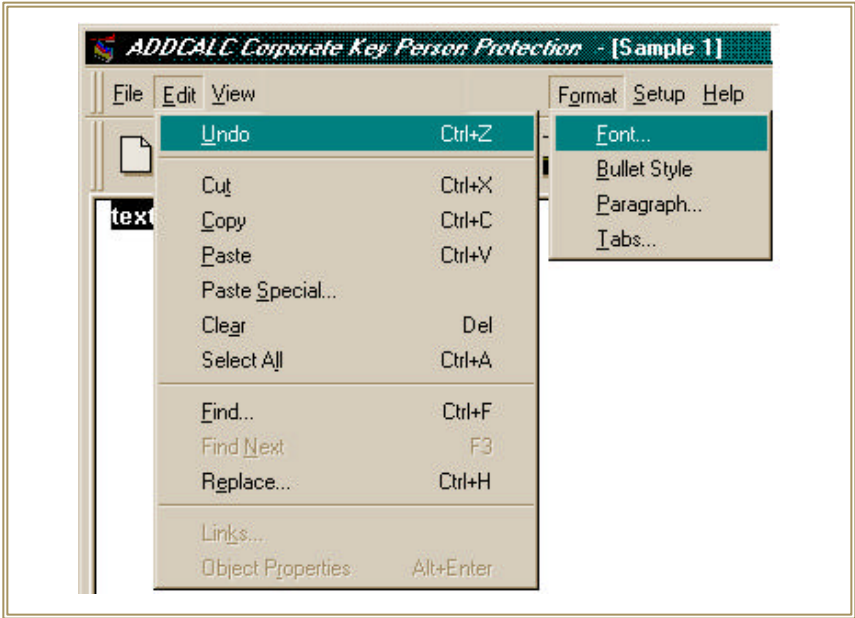 ADDCALC Corporate Key Person Protection - [Sample 1]
File Edit View Format Setup Help
Undo Ctrl+Z
Cut Ctrl+X
Copy Ctrl+C
Paste Ctrl+V
Paste Special...
Clear Del
Select All Ctrl+A
Find... Ctrl+F
Find Next F3
Replace... Ctrl+H
Links...
Object Properties Alt+Enter
Font...
Bullet Style
Paragraph...
Tabs...
text